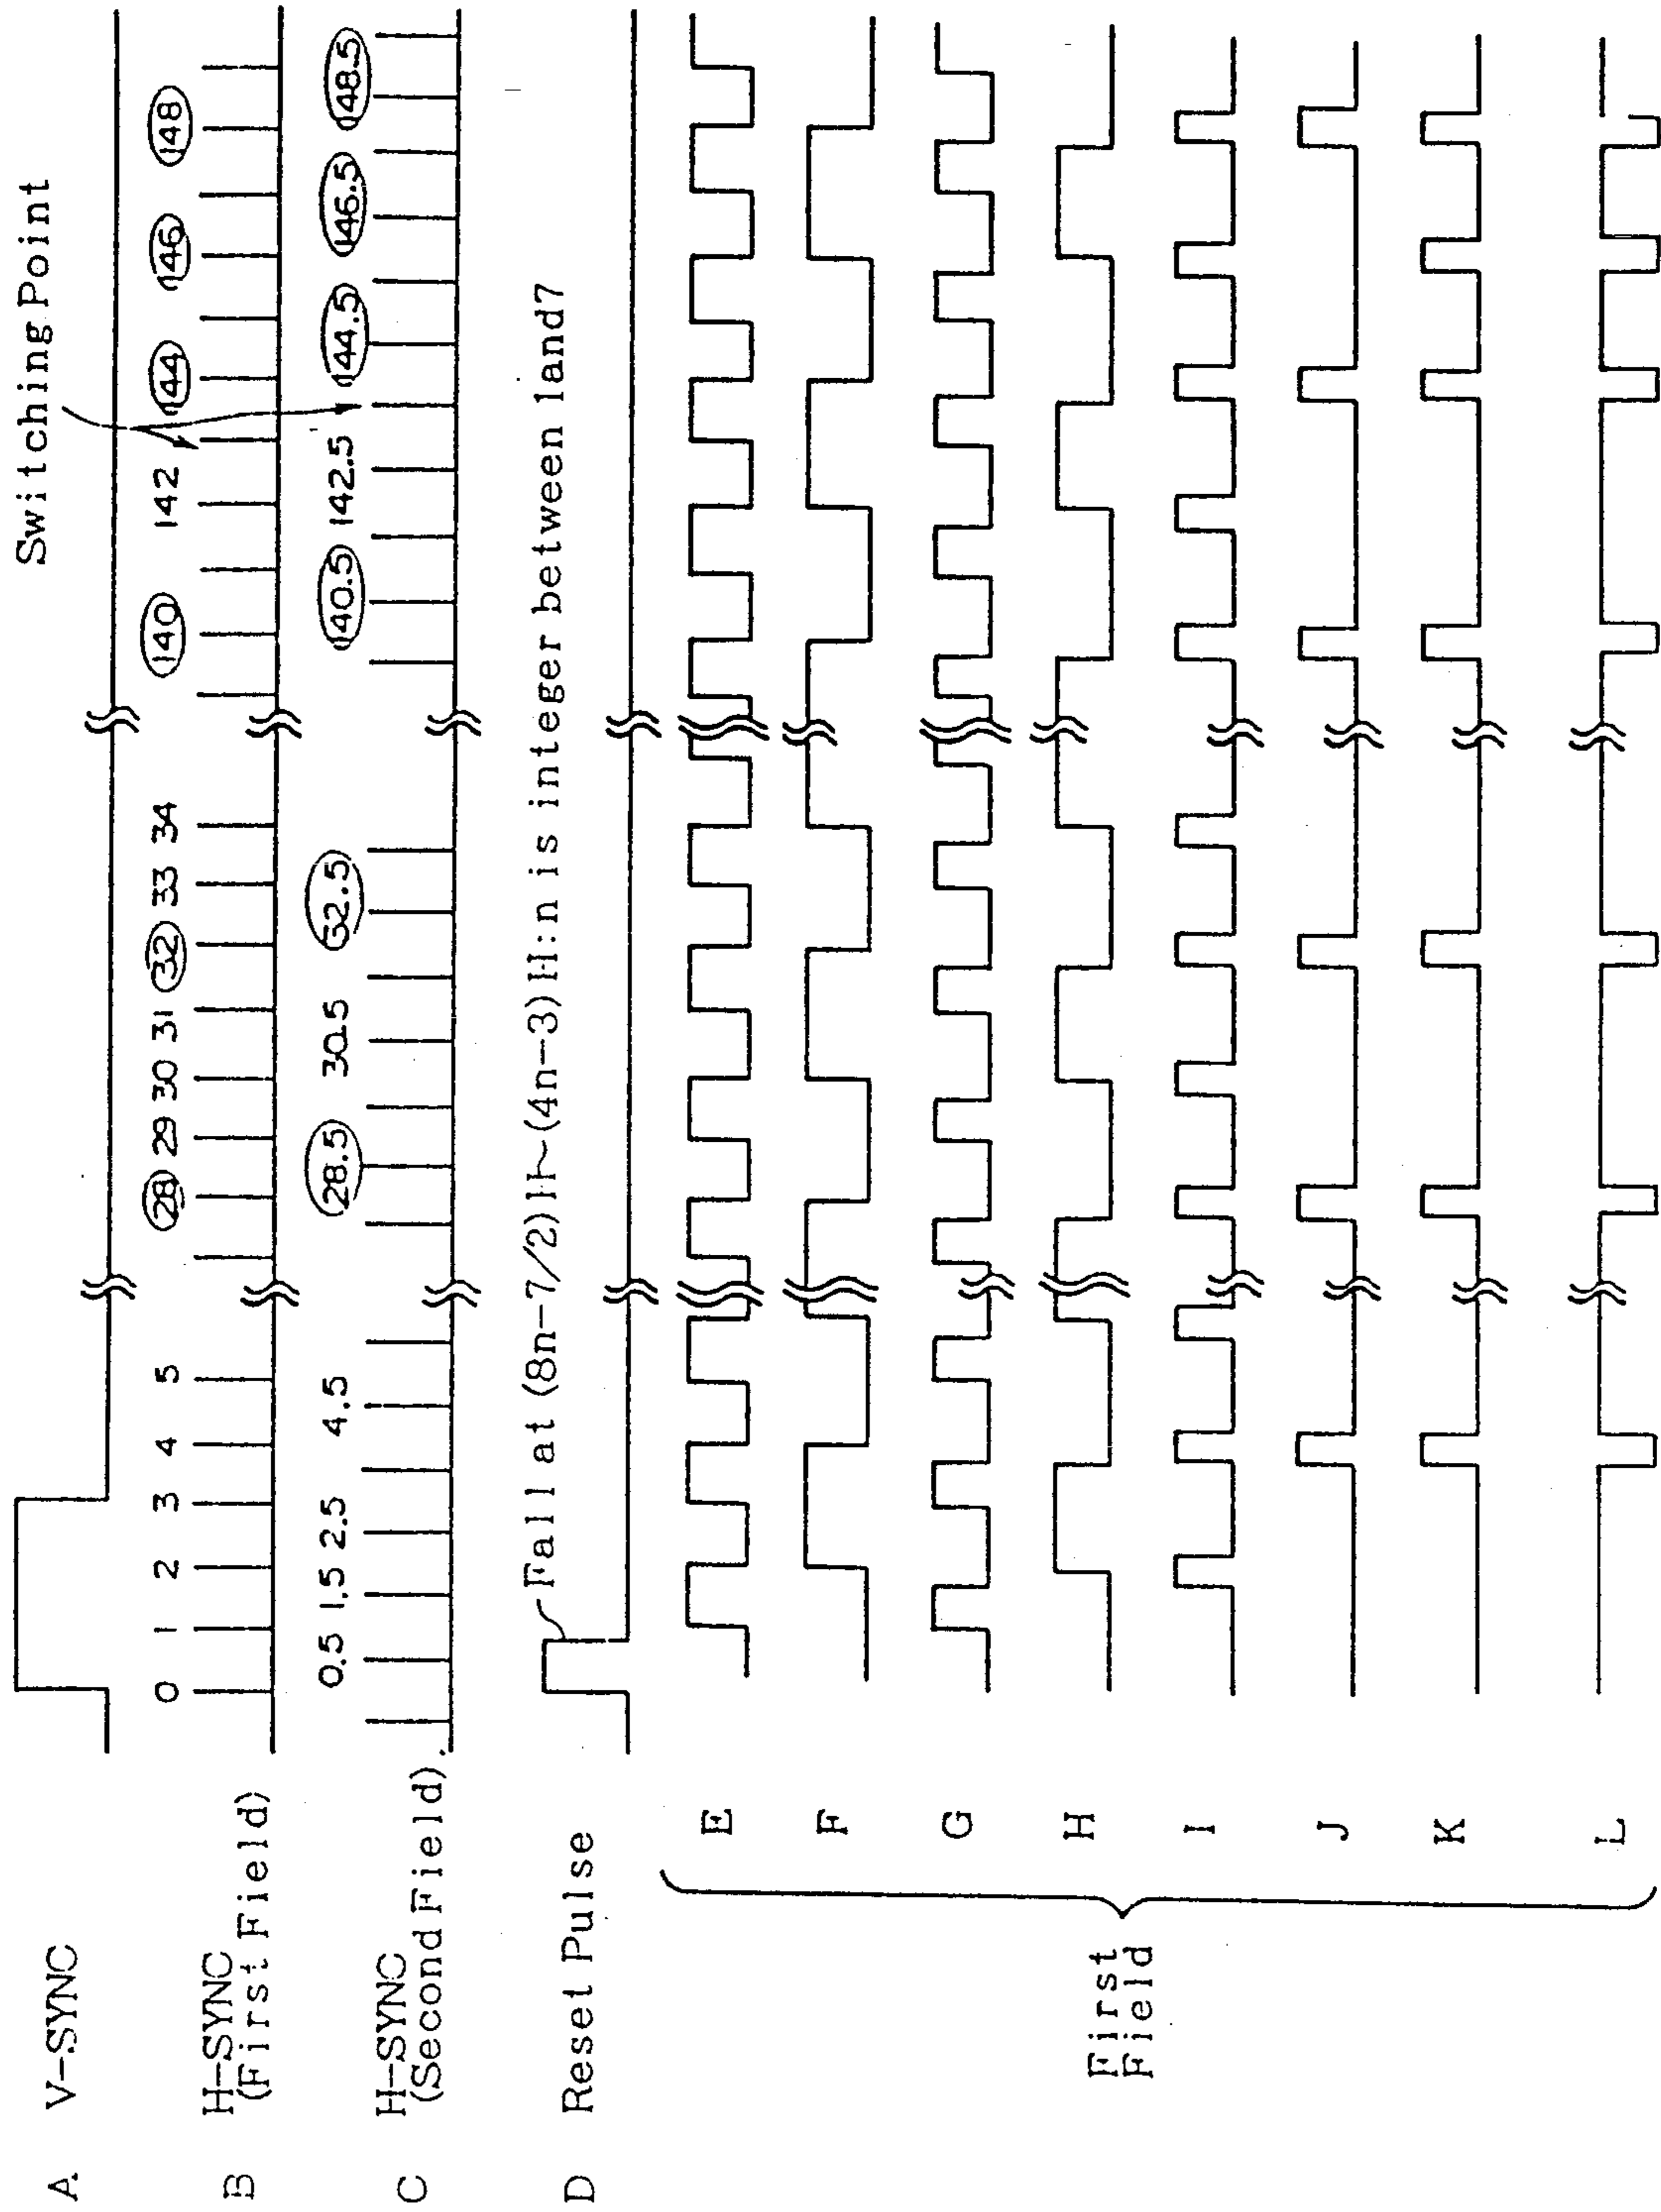 Switching Point
A V-SYNC
B H-SYNC
(First Field)
0 1 2 3 4 5 28 29 30 31 32 33 34 140 142 144 146 148
C H-SYNC
(Second Field)
0.5 1.5 2.5 4.5 28.5 30.5 32.5 140.5 142.5 144.5 146.5 148.5
D Reset Pulse
Fall at (8n-7/2)H~(4n-3)H:n is integer between 1and7
First
Field
E
F
G
H
I
J
K
L